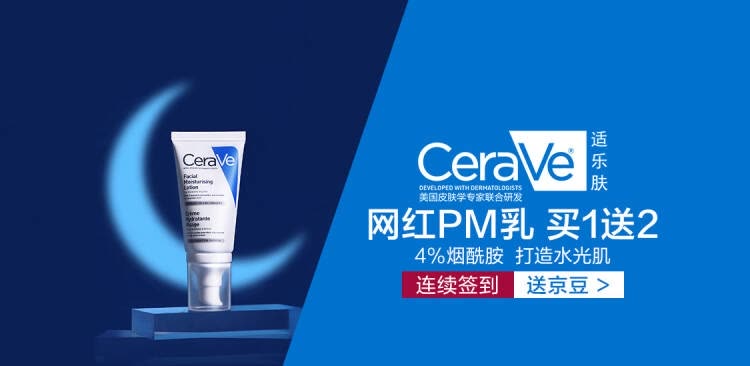 CeraVe
Facial
Moisturising
Lotion
Crème
Hydratante
Visage
CeraVe®
适乐肤
DEVELOPED WITH DERMATOLOGISTS
美国皮肤学专家联合研发
网红PM乳 买1送2
4%烟酰胺 打造水光肌
连续签到 送京豆 >